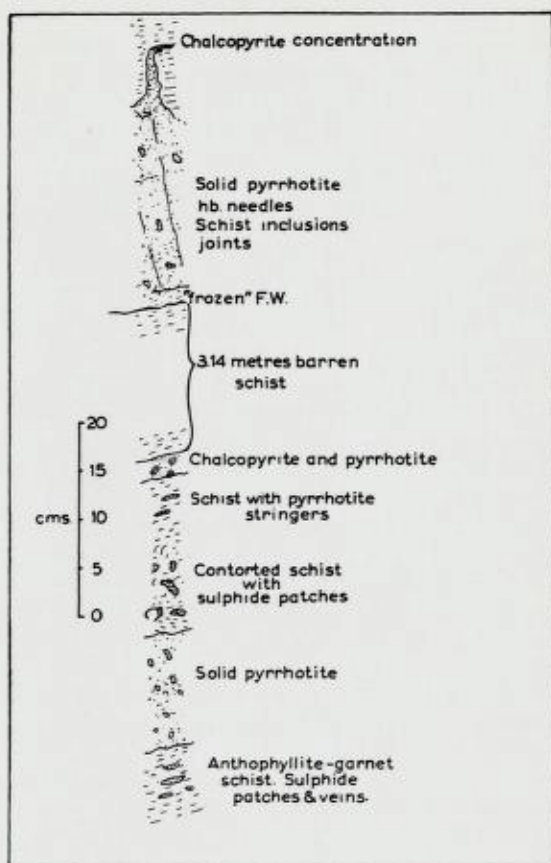 Chalcopyrite concentration
Solid pyrrhotite
hb. needles
Schist inclusions
joints
"frozen" F.W.
3.14 metres barren
schist
20
Chalcopyrite and pyrrhotite
15
Schist with pyrrhotite
stringers
cms.
10
5
Contorted schist
with
sulphide patches
0
Solid pyrrhotite
Anthophyllite-garnet
schist. Sulphide
patches & veins.